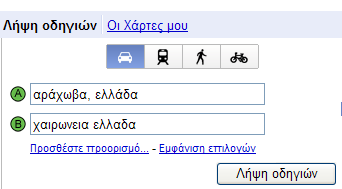 Λήψη οδηγιών Οι Χάρτες μου
A αράχωβα, ελλάδα
B χαιρωνεια ελλαδα
Προσθέστε προορισμό... - Εμφάνιση επιλογών
Λήψη οδηγιών